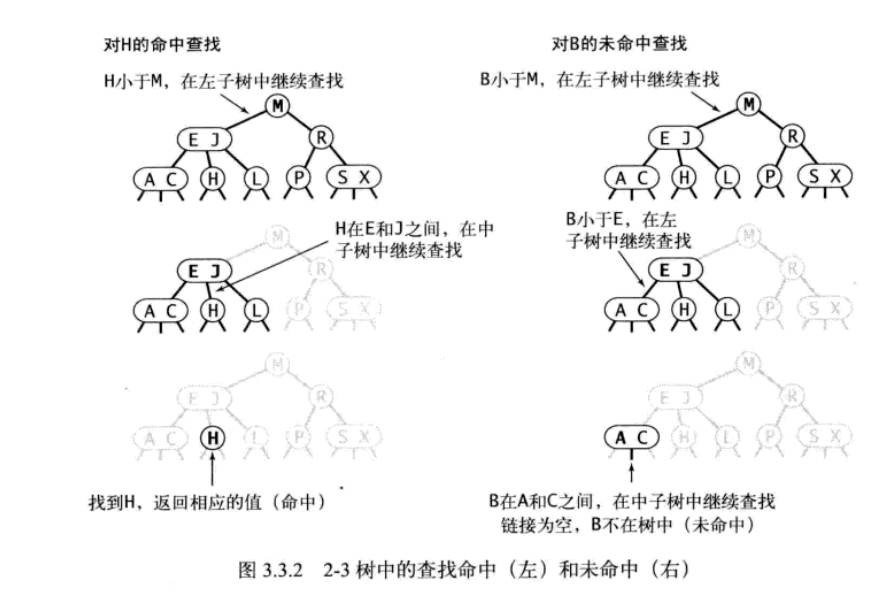 对H的命中查找
H小于M，在左子树中继续查找
M
E J
R
A C
H
L
P
S X
H在E和J之间，在中
子树中继续查找
M
E J
R
A C
H
L
P
S X
M
E J
R
A C
H
L
P
S X
找到H，返回相应的值（命中）
对B的未命中查找
B小于M，在左子树中继续查找
M
E J
R
A C
H
L
P
S X
B小于E，在左
子树中继续查找
M
E J
R
A C
H
L
P
S X
M
E J
R
A C
H
L
P
S X
B在A和C之间，在中子树中继续查找
链接为空，B不在树中（未命中）
图 3.3.2 2-3 树中的查找命中（左）和未命中（右）